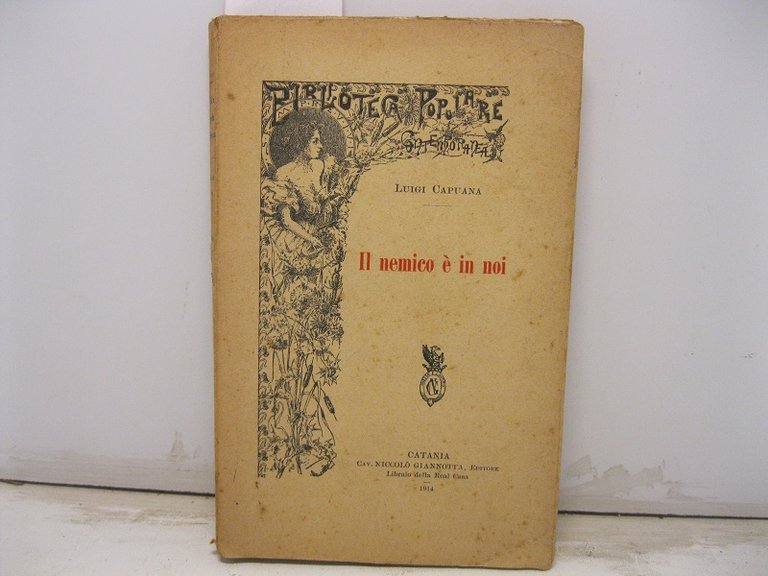 BIBLIOTECA POPOLARE
CONTEMPORANEA
LUIGI CAPUANA
Il nemico è in noi
CATANIA
CAV. NICCOLÒ GIANNOTTA, EDITORE
Libraio della Real Casa
1914